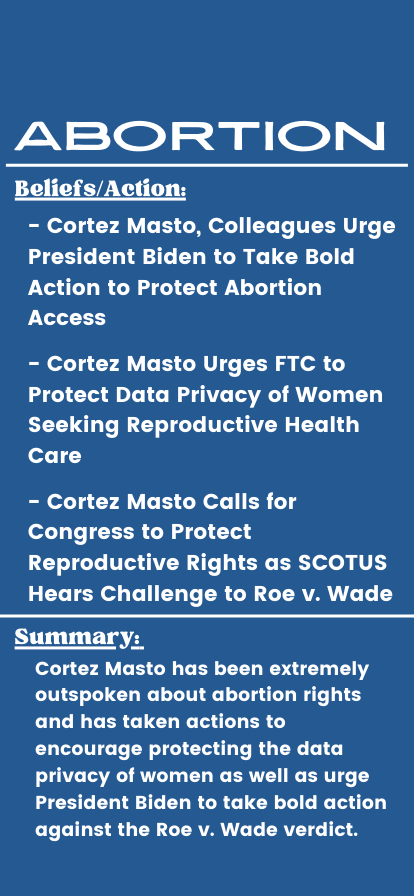 ABORTION
Beliefs/Action:
- Cortez Masto, Colleagues Urge
President Biden to Take Bold
Action to Protect Abortion
Access
- Cortez Masto Urges FTC to
Protect Data Privacy of Women
Seeking Reproductive Health
Care
- Cortez Masto Calls for
Congress to Protect
Reproductive Rights as SCOTUS
Hears Challenge to Roe v. Wade
Summary:
Cortez Masto has been extremely
outspoken about abortion rights
and has taken actions to
encourage protecting the data
privacy of women as well as urge
President Biden to take bold action
against the Roe v. Wade verdict.